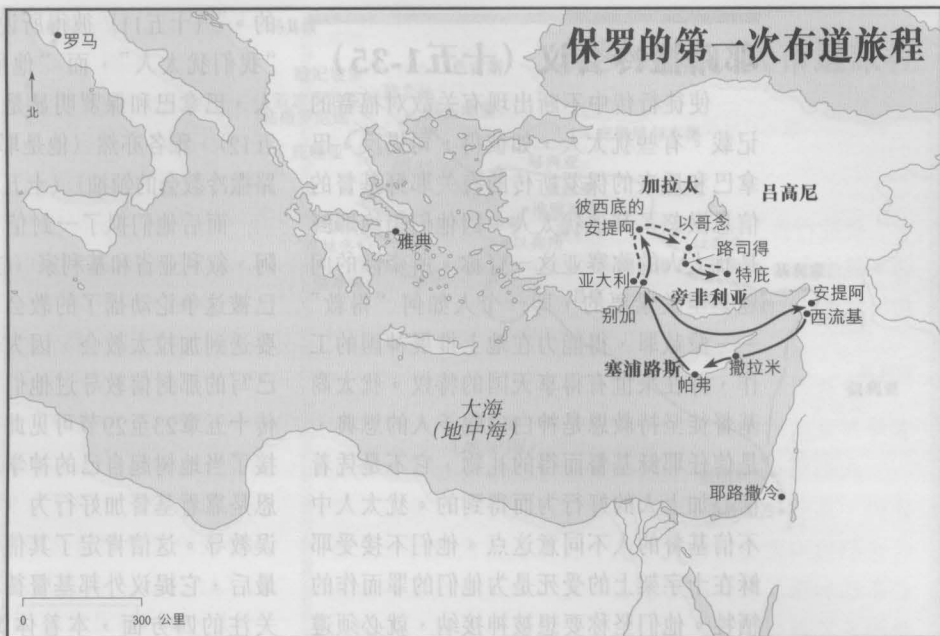 保罗的第一次布道旅程
罗马
北
加拉太
吕高尼
彼西底的
安提阿
以哥念
路司得
特庇
雅典
亚大利
旁非利亚
别加
安提阿
西流基
塞浦路斯
撒拉米
帕弗
大海
(地中海)
耶路撒冷
0 300 公里